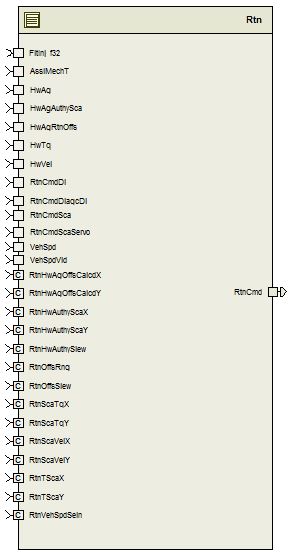 Rtn
FltInj f32
AssiMechT
HwAg
HwAgAuthySca
HwAgRtnOffs
HwTq
HwVel
RtnCmdDi
RtnCmdDiagcDi
RtnCmdSca
RtnCmdScaServo
VehSpd
VehSpdVld
C RtnHwAgOffsCalcdX
C RtnHwAgOffsCalcdY
RtnCmd
C RtnHwAuthyScaX
C RtnHwAuthyScaY
C RtnHwAuthySlew
C RtnOffsRng
C RtnOffsSlew
C RtnScaTqX
C RtnScaTqY
C RtnScaVelX
C RtnScaVelY
C RtnTScaX
C RtnTScaY
C RtnVehSpdSeln